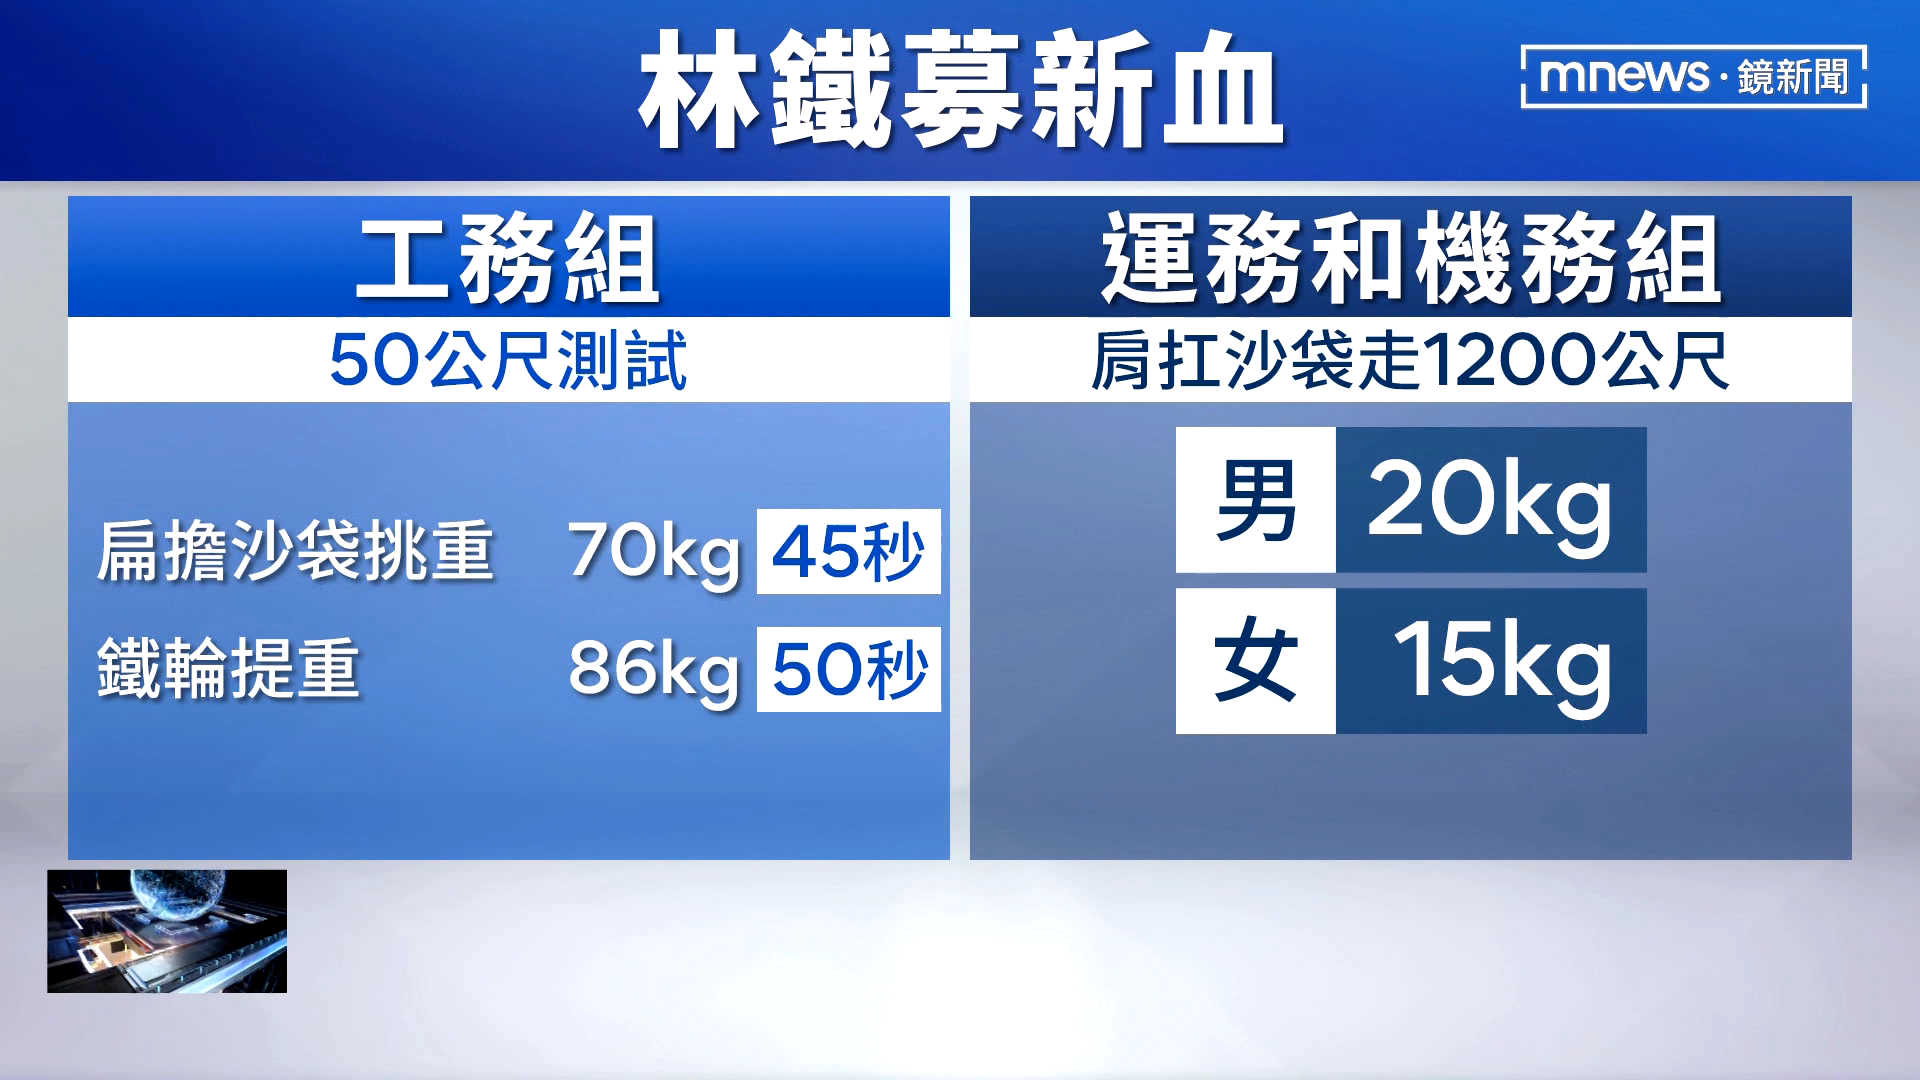 林鐵募新血
mnews·鏡新聞
工務組
50公尺測試
扁擔沙袋挑重 70kg 45秒
鐵輪提重 86kg 50秒
運務和機務組
肩扛沙袋走1200公尺
男 20kg
女 15kg